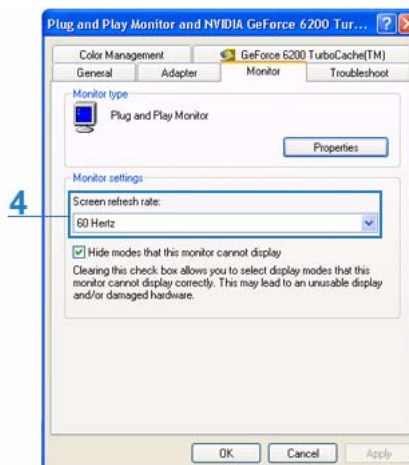 Plug and Play Monitor and NVIDIA GeForce 6200 Tur...
Color Management
GeForce 6200 TurboCache(TM)
General
Adapter
Monitor
Troubleshoot
Monitor type
Plug and Play Monitor
Properties
Monitor settings
4
Screen refresh rate:
60 Hertz
Hide modes that this monitor cannot display
Clearing this check box allows you to select display modes that this
monitor cannot display correctly. This may lead to an unusable display
and/or damaged hardware.
OK
Cancel
Apply